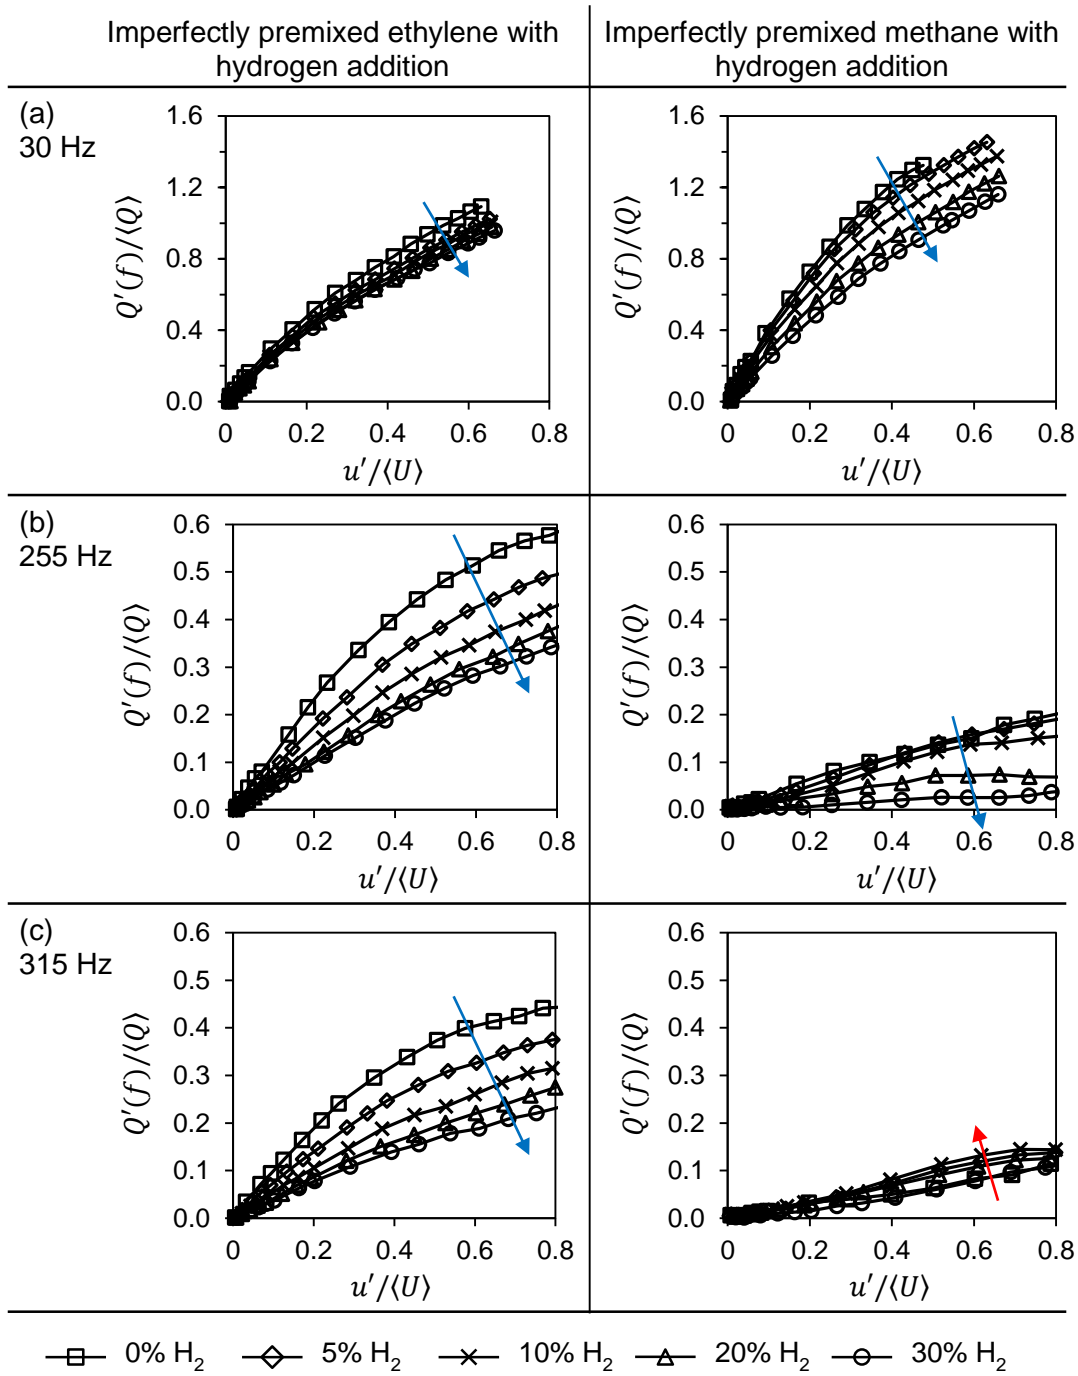 Imperfectly premixed ethylene with
hydrogen addition
Imperfectly premixed methane with
hydrogen addition
(a)
30 Hz
Q′(f)/⟨Q⟩
1.6
1.2
0.8
0.4
0.0
0 0.2 0.4 0.6 0.8
u′/⟨U⟩
Q′(f)/⟨Q⟩
1.6
1.2
0.8
0.4
0.0
0 0.2 0.4 0.6 0.8
u′/⟨U⟩
(b)
255 Hz
Q′(f)/⟨Q⟩
0.6
0.5
0.4
0.3
0.2
0.1
0.0
0 0.2 0.4 0.6 0.8
u′/⟨U⟩
Q′(f)/⟨Q⟩
0.6
0.5
0.4
0.3
0.2
0.1
0.0
0 0.2 0.4 0.6 0.8
u′/⟨U⟩
(c)
315 Hz
Q′(f)/⟨Q⟩
0.6
0.5
0.4
0.3
0.2
0.1
0.0
0 0.2 0.4 0.6 0.8
u′/⟨U⟩
Q′(f)/⟨Q⟩
0.6
0.5
0.4
0.3
0.2
0.1
0.0
0 0.2 0.4 0.6 0.8
u′/⟨U⟩
0% H₂ 5% H₂ 10% H₂ 20% H₂ 30% H₂